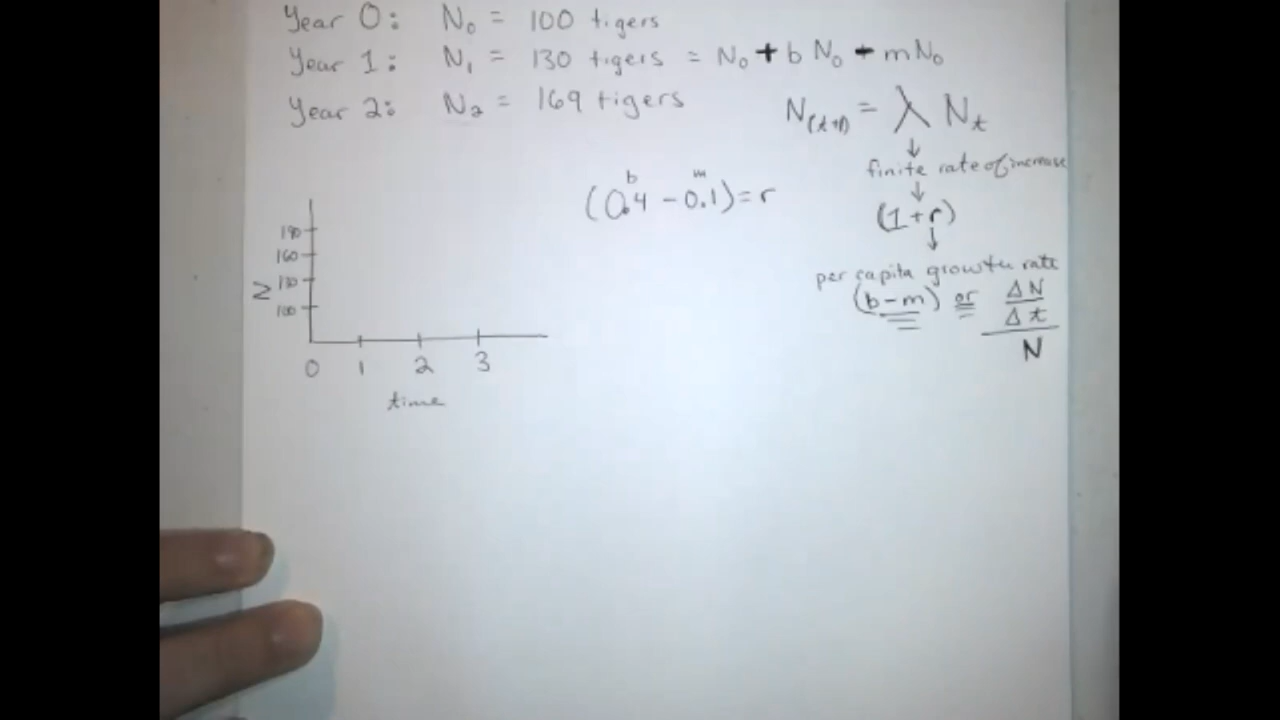 Year 0: N₀ = 100 tigers
Year 1: N₁ = 130 tigers = N₀ + b N₀ - mN₀
Year 2: N₂ = 169 tigers
N(t+1) = λ Nt
↓
finite rate of increase
↓
(1+r)
↓
per capita growth rate
(b-m) or ΔN
Δt
N
b m
(0.4 - 0.1) = r
190
160
130
100
N
0 1 2 3
time